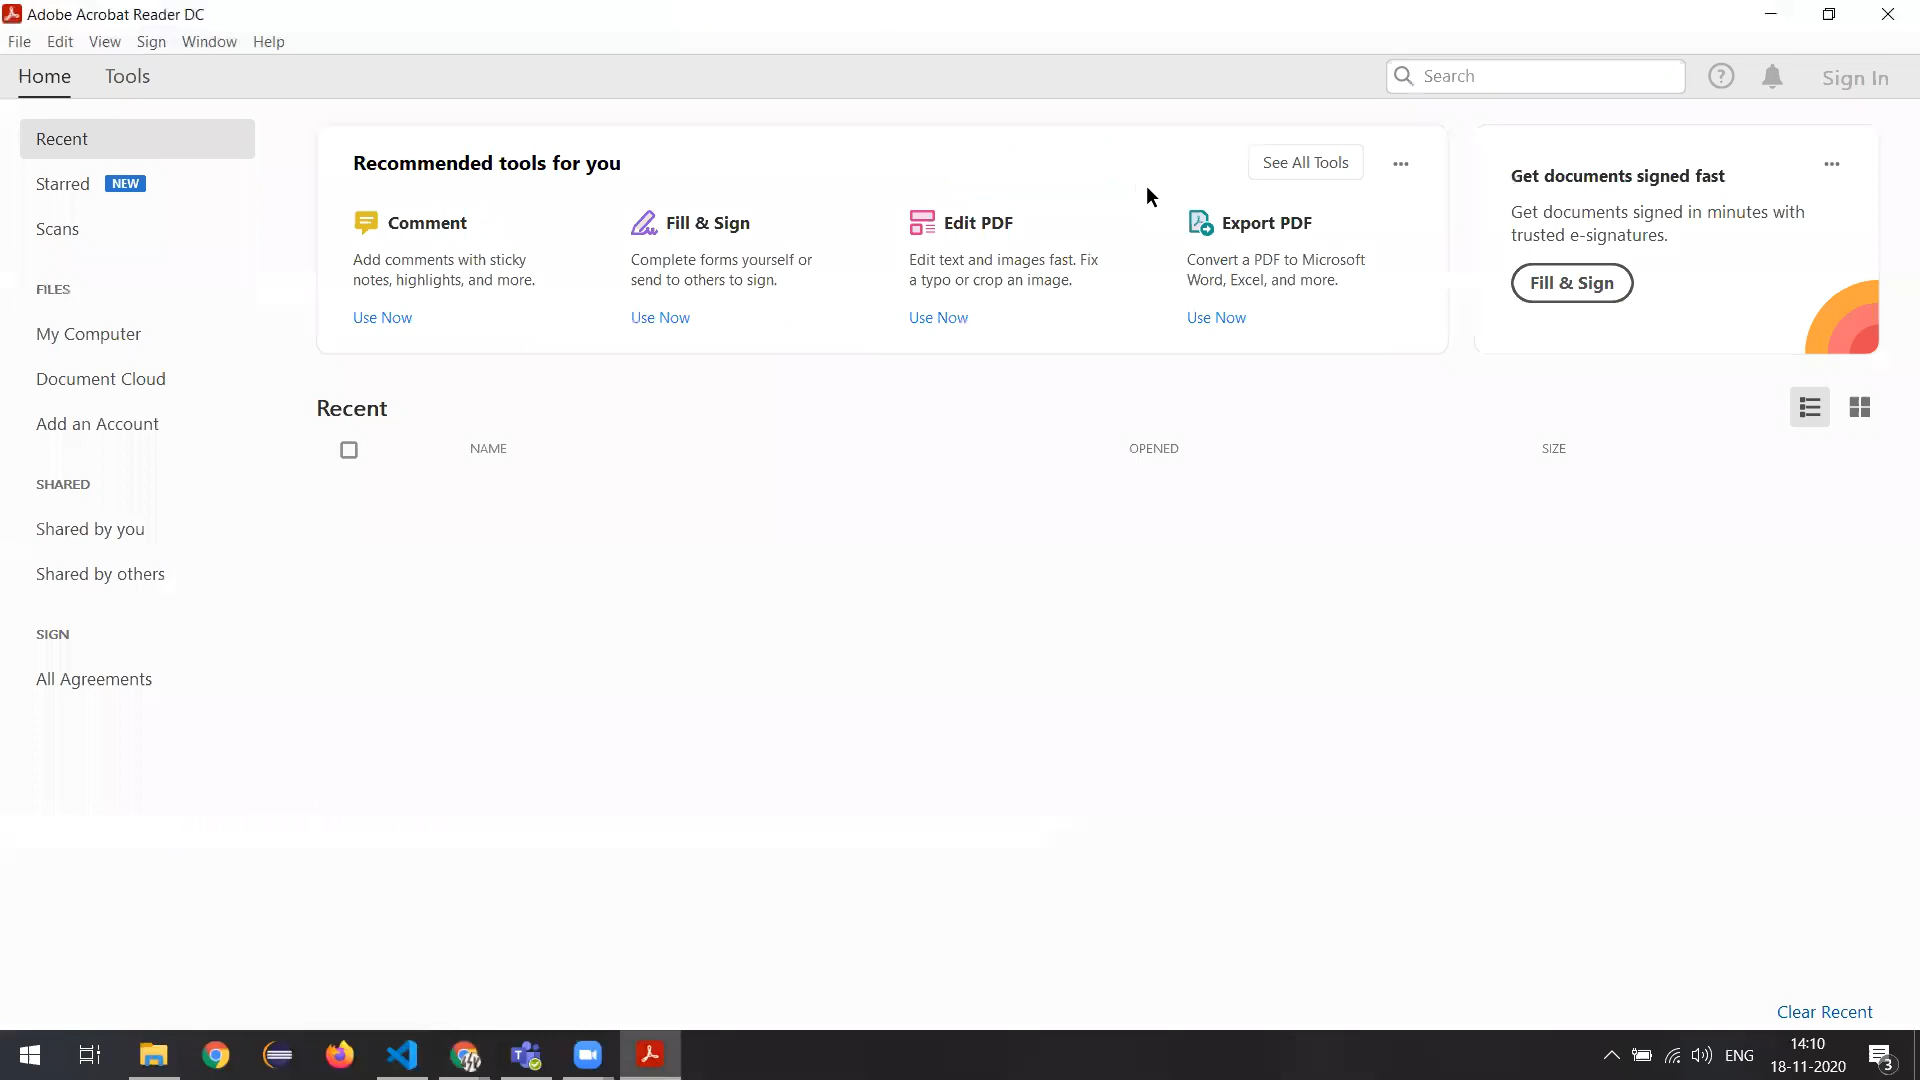 Adobe Acrobat Reader DC
File Edit View Sign Window Help
Home Tools Search Sign In
Recent
Starred NEW
Scans
FILES
My Computer
Document Cloud
Add an Account
SHARED
Shared by you
Shared by others
SIGN
All Agreements
Recommended tools for you See All Tools
Comment
Add comments with sticky
notes, highlights, and more.
Use Now
Fill & Sign
Complete forms yourself or
send to others to sign.
Use Now
Edit PDF
Edit text and images fast. Fix
a typo or crop an image.
Use Now
Export PDF
Convert a PDF to Microsoft
Word, Excel, and more.
Use Now
Get documents signed fast
Get documents signed in minutes with
trusted e-signatures.
Fill & Sign
Recent
NAME OPENED SIZE
Clear Recent
ENG
14:10
18-11-2020
3